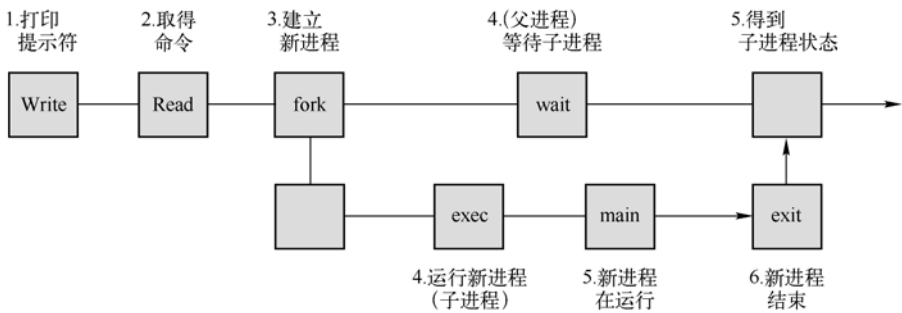 1.打印
提示符
2.取得
命令
3.建立
新进程
4.(父进程)
等待子进程
5.得到
子进程状态
Write
Read
fork
wait
exec
main
exit
4.运行新进程
(子进程)
5.新进程
在运行
6.新进程
结束